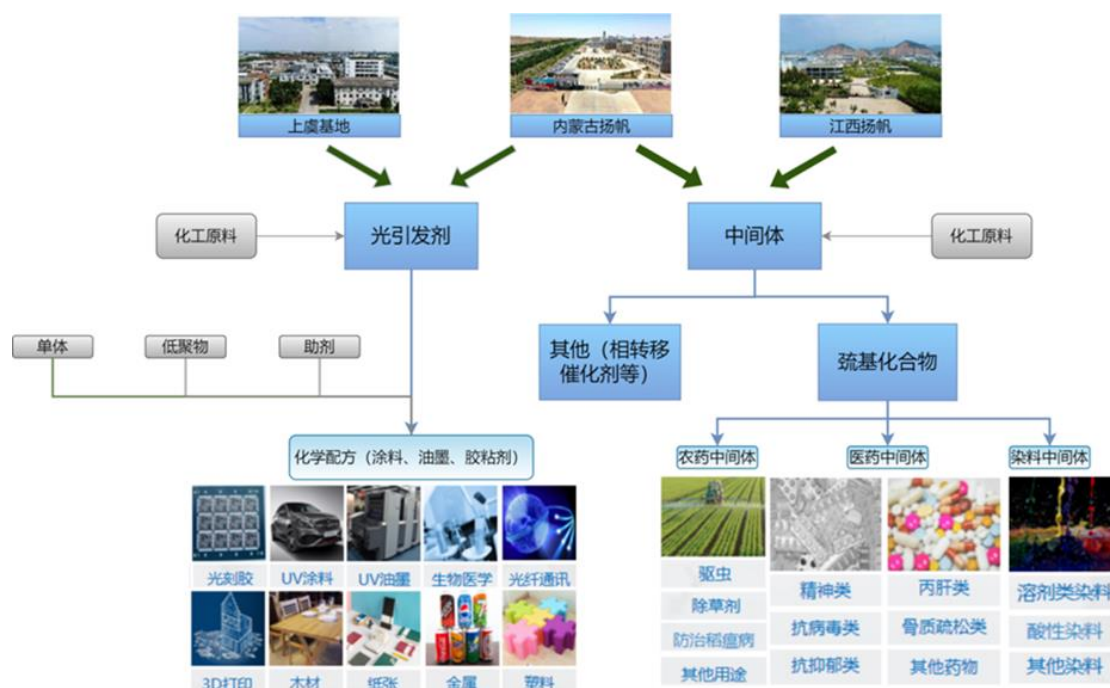 上虞基地
内蒙古扬帆
江西扬帆
化工原料
光引发剂
中间体
化工原料
单体
低聚物
助剂
其他（相转移
催化剂等）
巯基化合物
化学配方（涂料、油墨、胶粘剂）
农药中间体
医药中间体
染料中间体
光刻胶
UV涂料
UV油墨
生物医学
光纤通讯
3D打印
木材
纸张
金属
塑料
驱虫
除草剂
防治稻瘟病
其他用途
精神类
抗病毒类
抗抑郁类
丙肝类
骨质疏松类
其他药物
溶剂类染料
酸性染料
其他染料